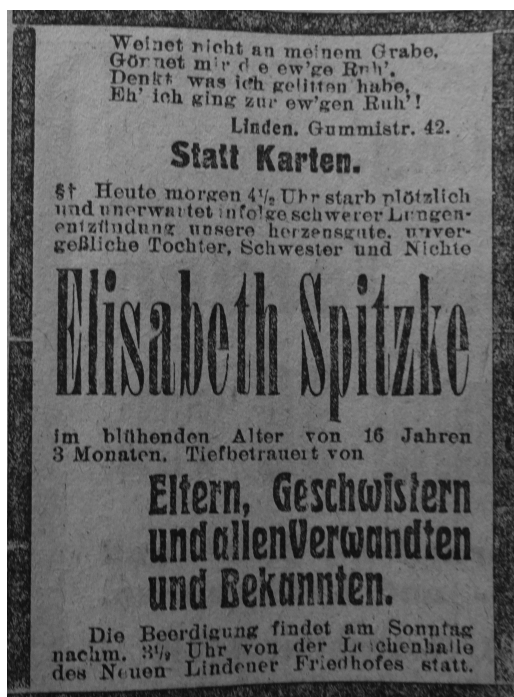 Weinet nicht an meinem Grabe,
Gönnet mir d e ew'ge Ruh'.
Denkt was ich gelitten habe,
Eh' ich ging zur ew'gen Ruh'!
Linden, Gummistr. 42.
Statt Karten.
§† Heute morgen 4½ Uhr starb plötzlich
und unerwartet infolge schwerer Lungen-
entzündung unsere herzensgute, unver-
geßliche Tochter, Schwester und Nichte
Elisabeth Spitzke
im blühenden Alter von 16 Jahren
3 Monaten. Tiefbetrauert von
Eltern, Geschwistern
und allen Verwandten
und Bekannten.
Die Beerdigung findet am Sonntag
nachm. 3½ Uhr von der Leichenhalle
des Neuen Lindener Friedhofes statt.